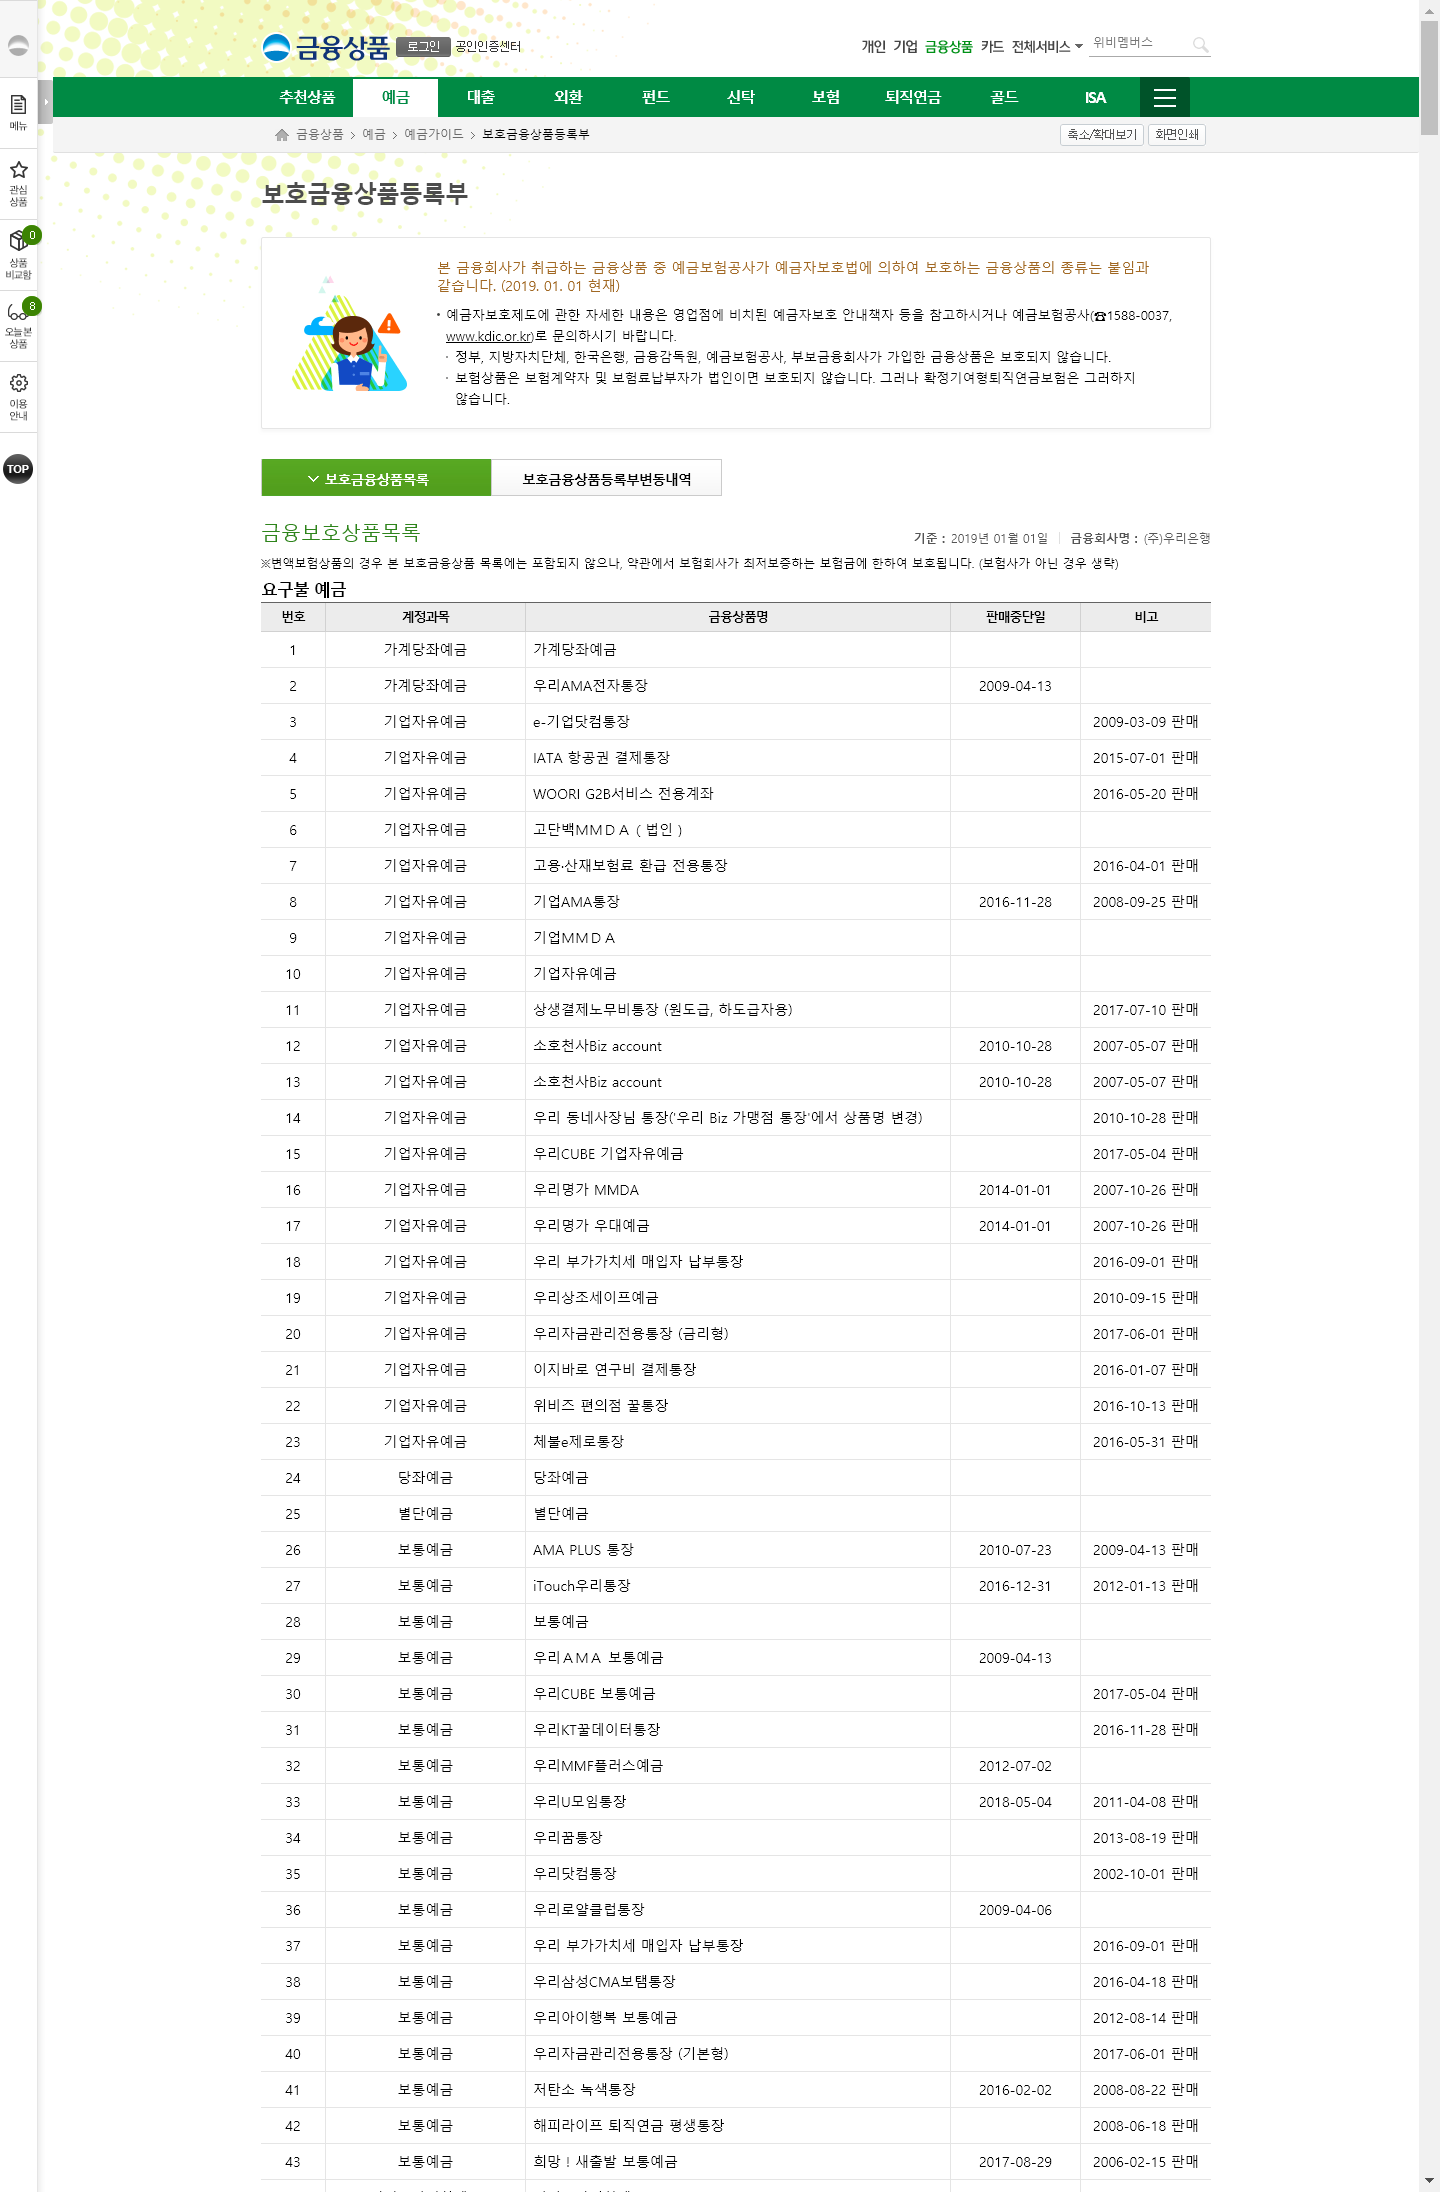 금융상품 로그인 공인인증센터 개인 기업 금융상품 카드 전체서비스 위비멤버스
추천상품 예금 대출 외환 펀드 신탁 보험 퇴직연금 골드 ISA
금융상품 > 예금 > 예금가이드 > 보호금융상품등록부 축소/확대보기 화면인쇄
메뉴
관심
상품
0
상품
비교함
8
오늘본
상품
이용
안내
TOP
보호금융상품등록부
본 금융회사가 취급하는 금융상품 중 예금보험공사가 예금자보호법에 의하여 보호하는 금융상품의 종류는 붙임과
같습니다. (2019. 01. 01 현재)
• 예금자보호제도에 관한 자세한 내용은 영업점에 비치된 예금자보호 안내책자 등을 참고하시거나 예금보험공사(☎1588-0037,
www.kdic.or.kr)로 문의하시기 바랍니다.
· 정부, 지방자치단체, 한국은행, 금융감독원, 예금보험공사, 부보금융회사가 가입한 금융상품은 보호되지 않습니다.
· 보험상품은 보험계약자 및 보험료납부자가 법인이면 보호되지 않습니다. 그러나 확정기여형퇴직연금보험은 그러하지
않습니다.
보호금융상품목록 보호금융상품등록부변동내역
금융보호상품목록 기준 : 2019년 01월 01일 금융회사명 : (주)우리은행
※변액보험상품의 경우 본 보호금융상품 목록에는 포함되지 않으나, 약관에서 보험회사가 최저보증하는 보험금에 한하여 보호됩니다. (보험사가 아닌 경우 생략)
요구불 예금
번호 계정과목 금융상품명 판매중단일 비고
1 가계당좌예금 가계당좌예금
2 가계당좌예금 우리AMA전자통장 2009-04-13
3 기업자유예금 e-기업닷컴통장 2009-03-09 판매
4 기업자유예금 IATA 항공권 결제통장 2015-07-01 판매
5 기업자유예금 WOORI G2B서비스 전용계좌 2016-05-20 판매
6 기업자유예금 고단백ＭＭＤＡ ( 법인 )
7 기업자유예금 고용·산재보험료 환급 전용통장 2016-04-01 판매
8 기업자유예금 기업AMA통장 2016-11-28 2008-09-25 판매
9 기업자유예금 기업ＭＭＤＡ
10 기업자유예금 기업자유예금
11 기업자유예금 상생결제노무비통장 (원도급, 하도급자용) 2017-07-10 판매
12 기업자유예금 소호천사Biz account 2010-10-28 2007-05-07 판매
13 기업자유예금 소호천사Biz account 2010-10-28 2007-05-07 판매
14 기업자유예금 우리 동네사장님 통장('우리 Biz 가맹점 통장'에서 상품명 변경) 2010-10-28 판매
15 기업자유예금 우리CUBE 기업자유예금 2017-05-04 판매
16 기업자유예금 우리명가 MMDA 2014-01-01 2007-10-26 판매
17 기업자유예금 우리명가 우대예금 2014-01-01 2007-10-26 판매
18 기업자유예금 우리 부가가치세 매입자 납부통장 2016-09-01 판매
19 기업자유예금 우리상조세이프예금 2010-09-15 판매
20 기업자유예금 우리자금관리전용통장 (금리형) 2017-06-01 판매
21 기업자유예금 이지바로 연구비 결제통장 2016-01-07 판매
22 기업자유예금 위비즈 편의점 꿀통장 2016-10-13 판매
23 기업자유예금 체불e제로통장 2016-05-31 판매
24 당좌예금 당좌예금
25 별단예금 별단예금
26 보통예금 AMA PLUS 통장 2010-07-23 2009-04-13 판매
27 보통예금 iTouch우리통장 2016-12-31 2012-01-13 판매
28 보통예금 보통예금
29 보통예금 우리ＡＭＡ 보통예금 2009-04-13
30 보통예금 우리CUBE 보통예금 2017-05-04 판매
31 보통예금 우리KT꿀데이터통장 2016-11-28 판매
32 보통예금 우리MMF플러스예금 2012-07-02
33 보통예금 우리U모임통장 2018-05-04 2011-04-08 판매
34 보통예금 우리꿈통장 2013-08-19 판매
35 보통예금 우리닷컴통장 2002-10-01 판매
36 보통예금 우리로얄클럽통장 2009-04-06
37 보통예금 우리 부가가치세 매입자 납부통장 2016-09-01 판매
38 보통예금 우리삼성CMA보탬통장 2016-04-18 판매
39 보통예금 우리아이행복 보통예금 2012-08-14 판매
40 보통예금 우리자금관리전용통장 (기본형) 2017-06-01 판매
41 보통예금 저탄소 녹색통장 2016-02-02 2008-08-22 판매
42 보통예금 해피라이프 퇴직연금 평생통장 2008-06-18 판매
43 보통예금 희망 ! 새출발 보통예금 2017-08-29 2006-02-15 판매